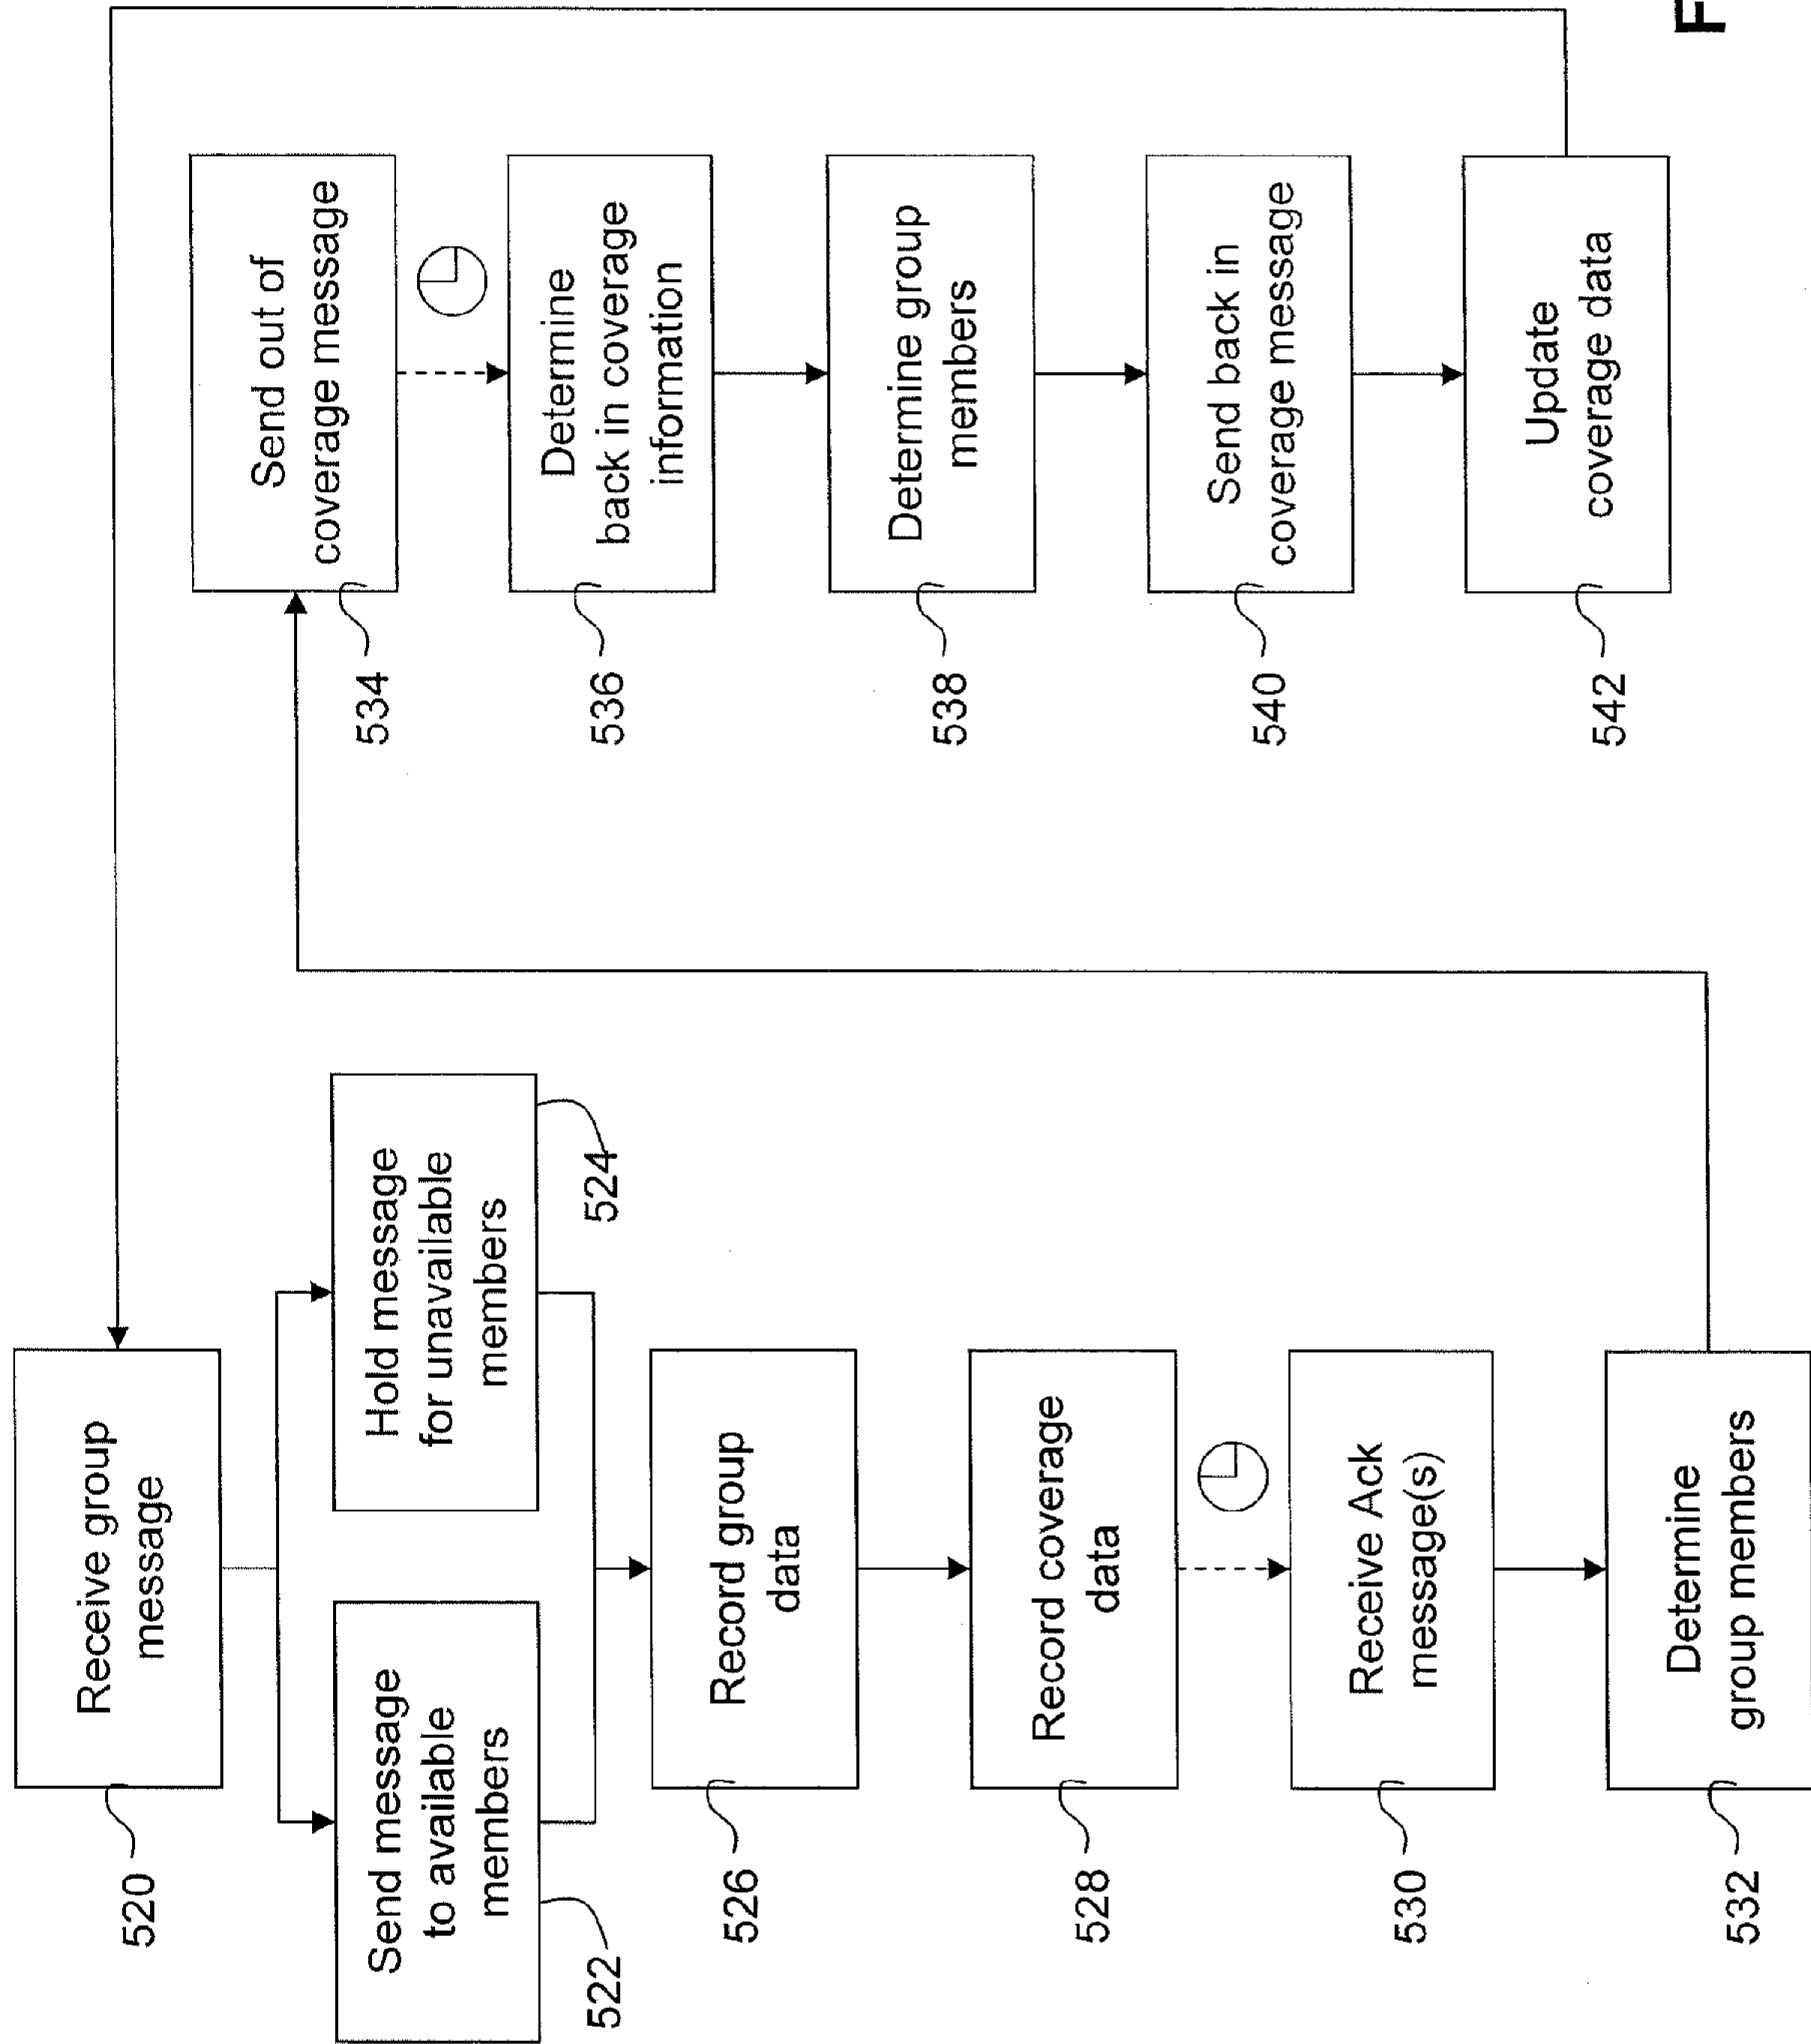 Receive group
message
520
Send message
to available
members
522
Hold message
for unavailable
members
524
Record group
data
526
Record coverage
data
528
Receive Ack
message(s)
530
Determine
group members
532
Send out of
coverage message
534
Determine
back in coverage
information
536
Determine group
members
538
Send back in
coverage message
540
Update
coverage data
542
F